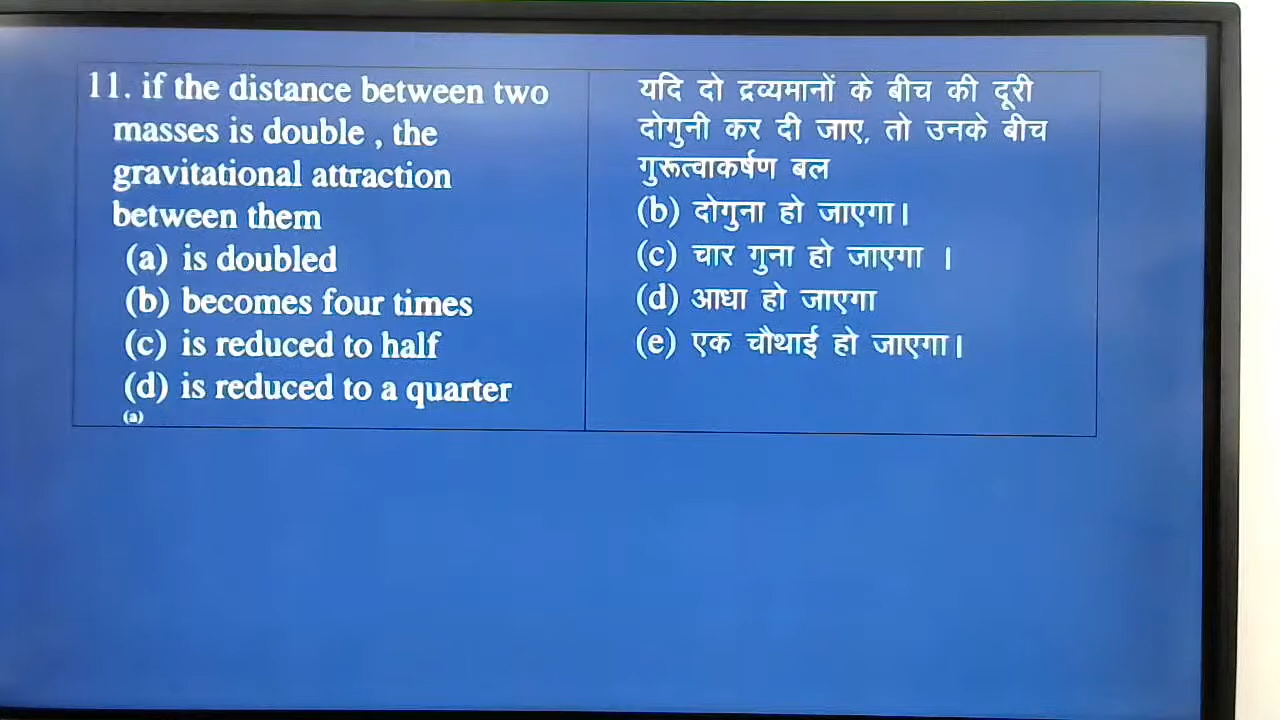 11. if the distance between two
masses is double , the
gravitational attraction
between them
(a) is doubled
(b) becomes four times
(c) is reduced to half
(d) is reduced to a quarter
(a)
यदि दो द्रव्यमानों के बीच की दूरी
दोगुनी कर दी जाए, तो उनके बीच
गुरूत्वाकर्षण बल
(b) दोगुना हो जाएगा।
(c) चार गुना हो जाएगा ।
(d) आधा हो जाएगा
(e) एक चौथाई हो जाएगा।